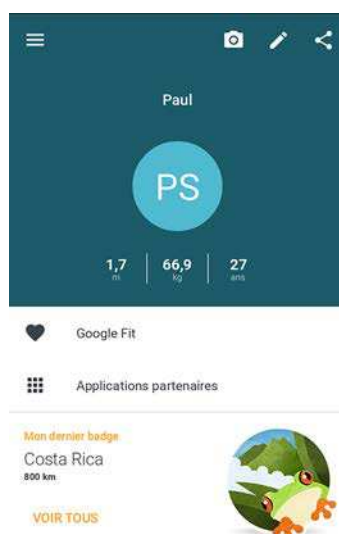 Paul
PS
1,7 66,9 27
m kg ans
Google Fit
Applications partenaires
Mon dernier badge
Costa Rica
800 km
VOIR TOUS